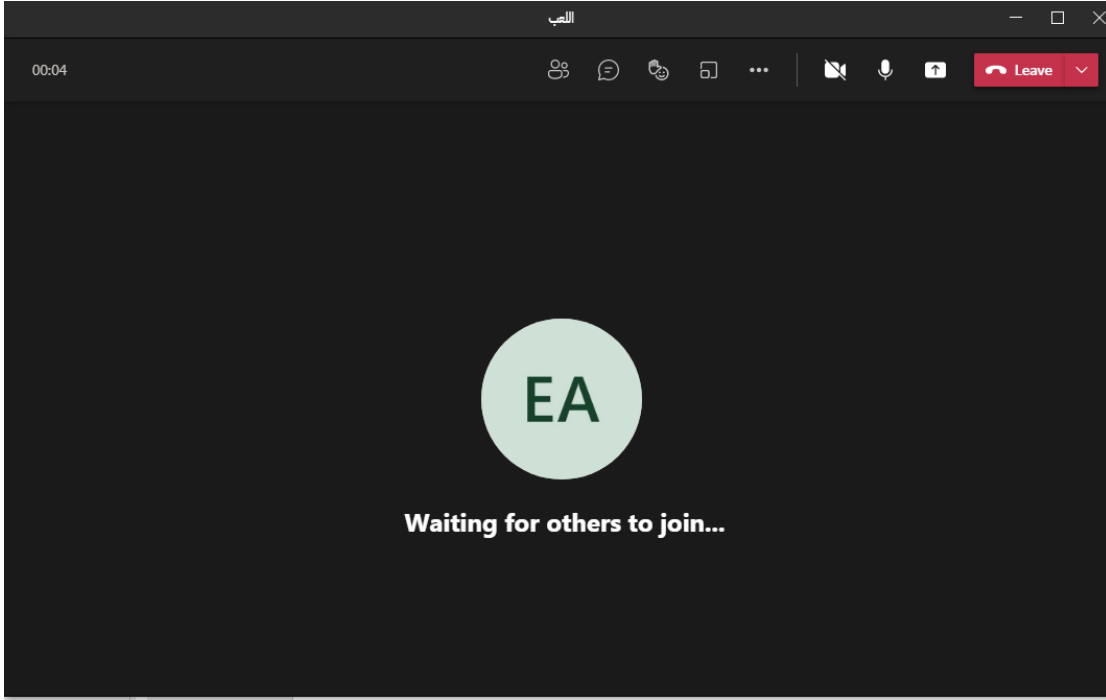 اللعب
00:04
Leave
EA
Waiting for others to join...